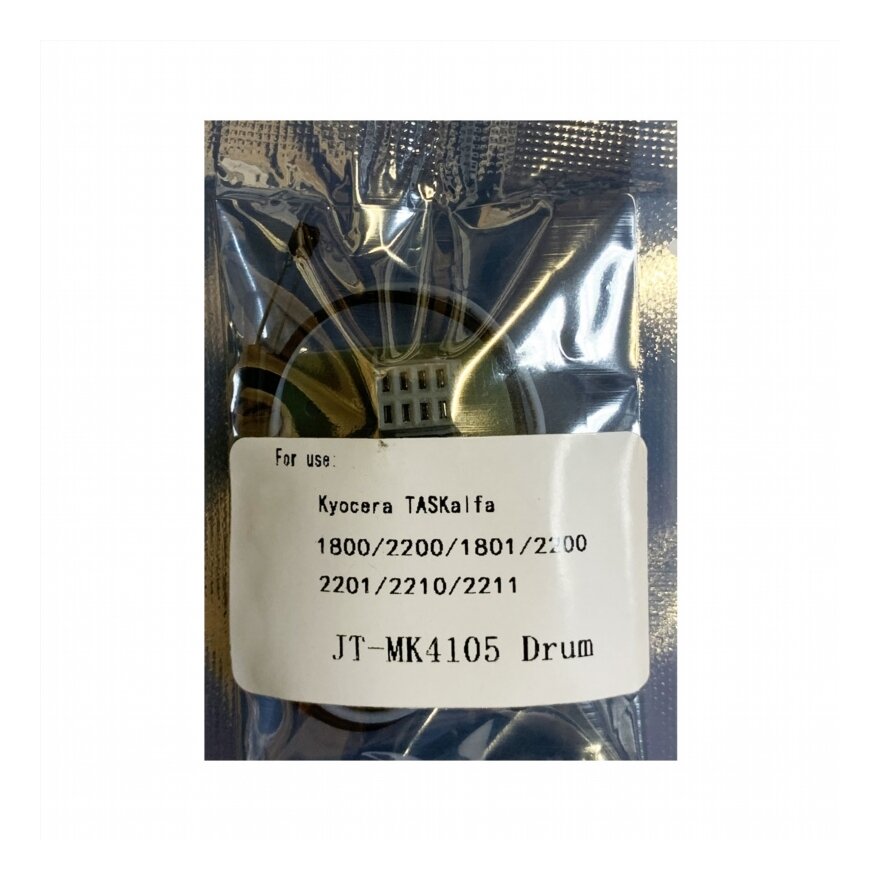 For use:
Kyocera TASKalfa
1800/2200/1801/2200
2201/2210/2211
JT-MK4105 Drum